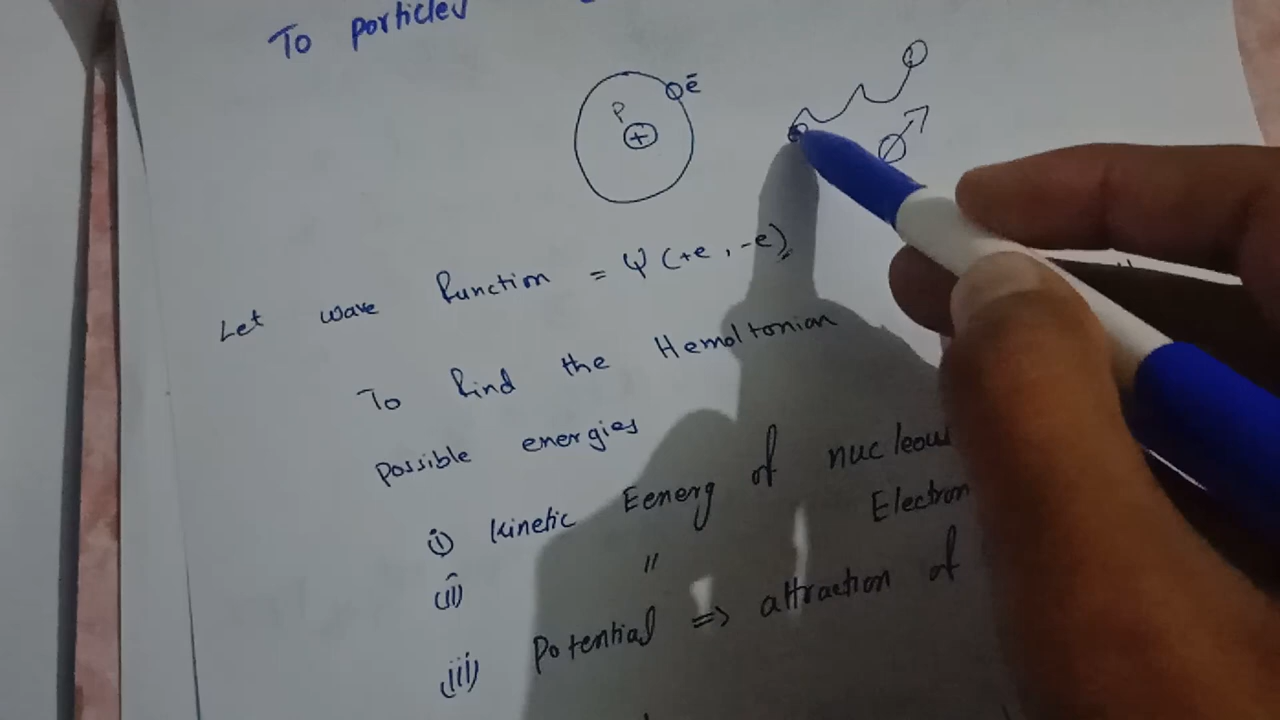 To particles
ē
P
+
Let wave function = Ψ (+e, -e)
To find the Hemoltonian
possible energies
(i) kinetic Eenerg of nucleous
(ii) " Electron
(iii) Potential => attraction of